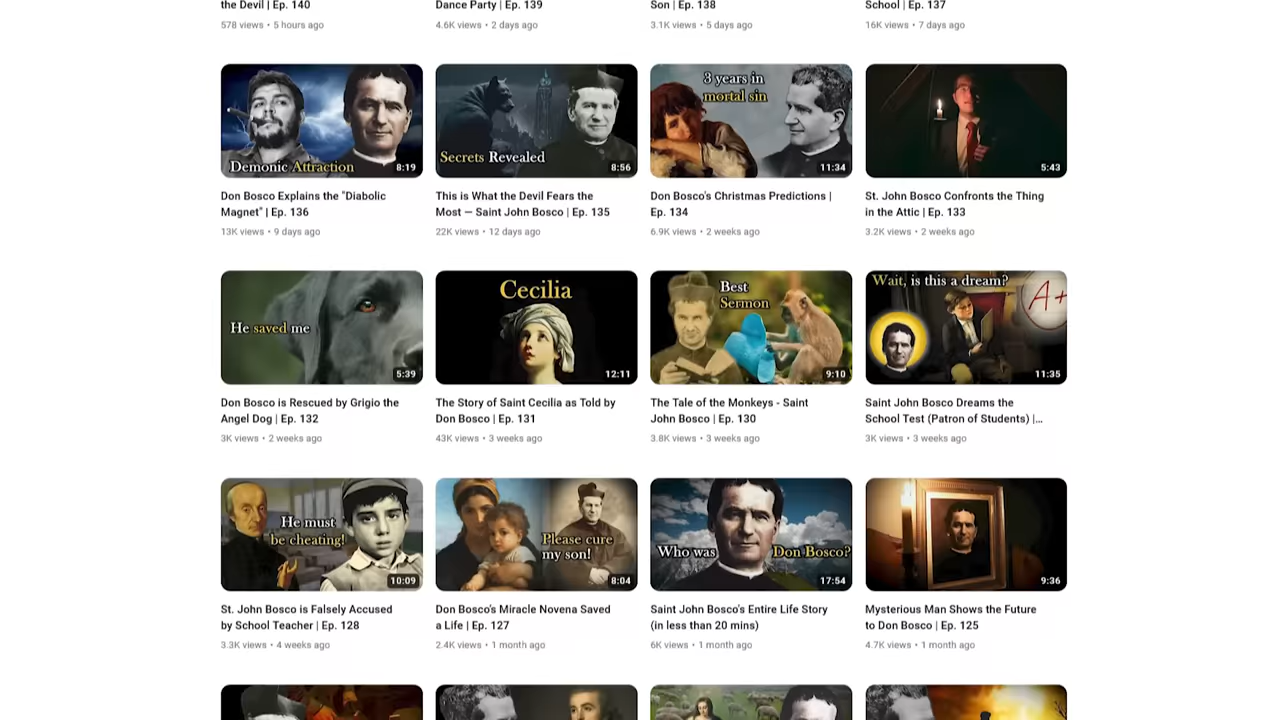 the Devil | Ep. 140
Dance Party | Ep. 139
Son | Ep. 138
School | Ep. 137
578 views • 5 hours ago
4.6K views • 2 days ago
3.1K views • 5 days ago
16K views • 7 days ago
Demonic Attraction
8:19
Secrets Revealed
8:56
3 years in
mortal sin
11:34
5:43
Don Bosco Explains the "Diabolic
Magnet" | Ep. 136
13K views • 9 days ago
This is What the Devil Fears the
Most — Saint John Bosco | Ep. 135
22K views • 12 days ago
Don Bosco's Christmas Predictions |
Ep. 134
6.9K views • 2 weeks ago
St. John Bosco Confronts the Thing
in the Attic | Ep. 133
3.2K views • 2 weeks ago
He saved me
5:39
Cecilia
12:11
Best
Sermon
9:10
Wait, is this a dream?
A+
11:35
Don Bosco is Rescued by Grigio the
Angel Dog | Ep. 132
3K views • 2 weeks ago
The Story of Saint Cecilia as Told by
Don Bosco | Ep. 131
43K views • 3 weeks ago
The Tale of the Monkeys - Saint
John Bosco | Ep. 130
3.8K views • 3 weeks ago
Saint John Bosco Dreams the
School Test (Patron of Students) |...
3K views • 3 weeks ago
He must
be cheating!
10:09
Please cure
my son!
8:04
Who was Don Bosco?
17:54
9:36
St. John Bosco is Falsely Accused
by School Teacher | Ep. 128
3.3K views • 4 weeks ago
Don Bosco's Miracle Novena Saved
a Life | Ep. 127
2.4K views • 1 month ago
Saint John Bosco's Entire Life Story
(in less than 20 mins)
6K views • 1 month ago
Mysterious Man Shows the Future
to Don Bosco | Ep. 125
4.7K views • 1 month ago